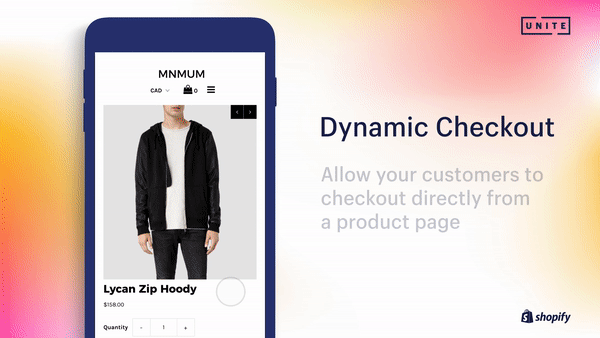 UNITE
MNMUM
CAD 0
Dynamic Checkout
Allow your customers to
checkout directly from
a product page
Lycan Zip Hoody
$158.00
Quantity - 1 +
shopify